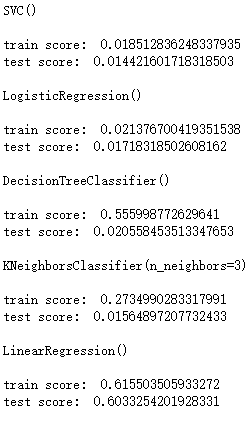 SVC()
train score:  0.018512836248337935
test score:  0.014421601718318503
LogisticRegression()
train score:  0.021376700419351538
test score:  0.01718318502608162
DecisionTreeClassifier()
train score:  0.555998772629641
test score:  0.020558453513347653
KNeighborsClassifier(n_neighbors=3)
train score:  0.2734990283317991
test score:  0.01564897207732433
LinearRegression()
train score:  0.615503505933272
test score:  0.6033254201928331